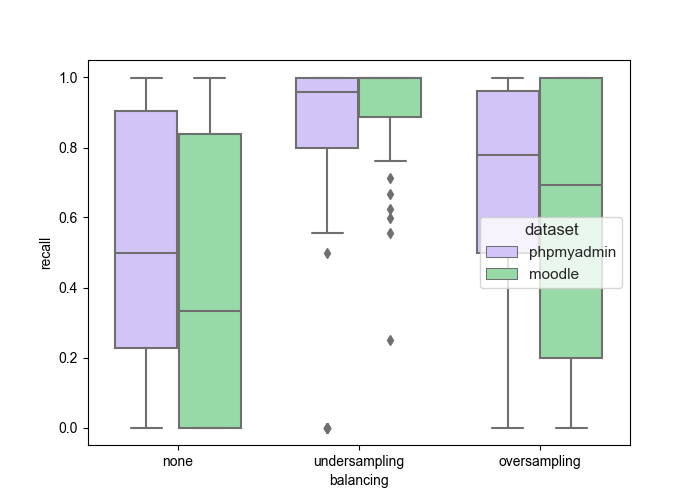 1.0
0.8
0.6
0.4
0.2
0.0
recall
none
undersampling
oversampling
balancing
dataset
phpmyadmin
moodle